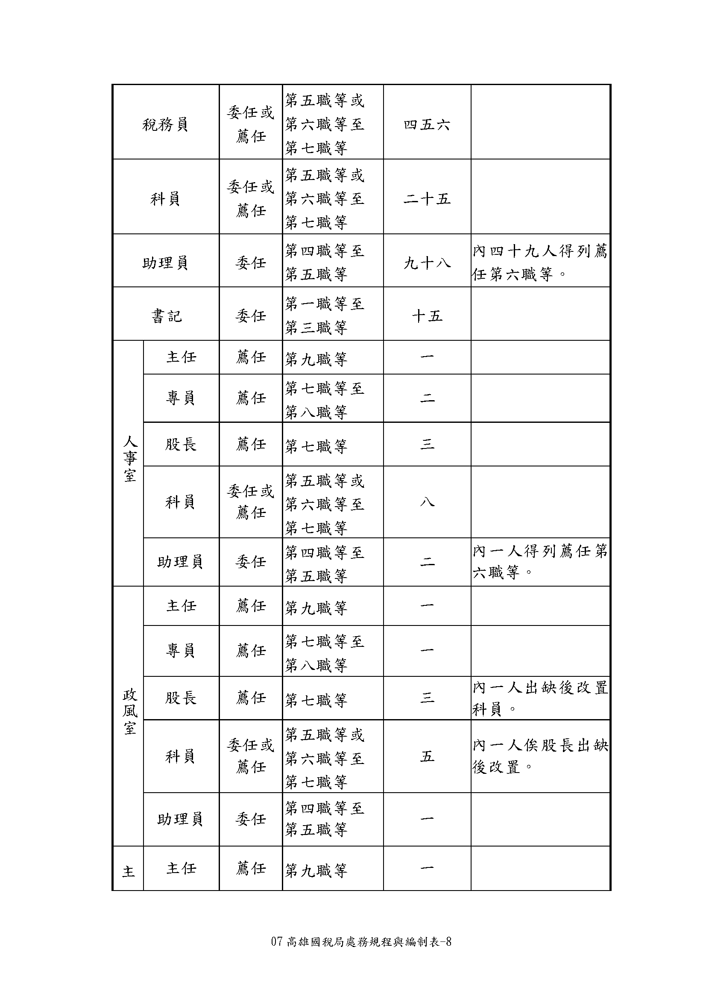 稅務員
委任或
薦任
第五職等或
第六職等至
第七職等
四五六
科員
委任或
薦任
第五職等或
第六職等至
第七職等
二十五
助理員
委任
第四職等至
第五職等
九十八
內四十九人得列薦
任第六職等。
書記
委任
第一職等至
第三職等
十五
人事室
主任
薦任
第九職等
一
專員
薦任
第七職等至
第八職等
二
股長
薦任
第七職等
三
科員
委任或
薦任
第五職等或
第六職等至
第七職等
八
助理員
委任
第四職等至
第五職等
二
內一人得列薦任第
六職等。
政風室
主任
薦任
第九職等
一
專員
薦任
第七職等至
第八職等
一
股長
薦任
第七職等
三
內一人出缺後改置
科員。
科員
委任或
薦任
第五職等或
第六職等至
第七職等
五
內一人俟股長出缺
後改置。
助理員
委任
第四職等至
第五職等
一
主
主任
薦任
第九職等
一
07 高雄國稅局處務規程與編制表-8